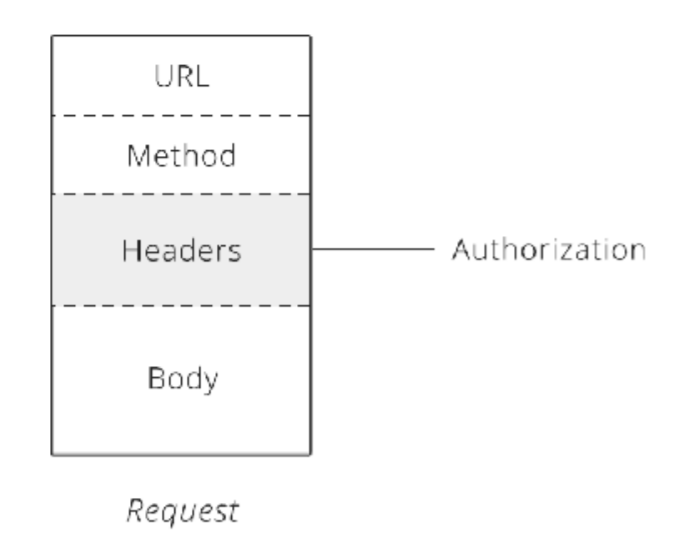 URL
Method
Headers
Authorization
Body
Request